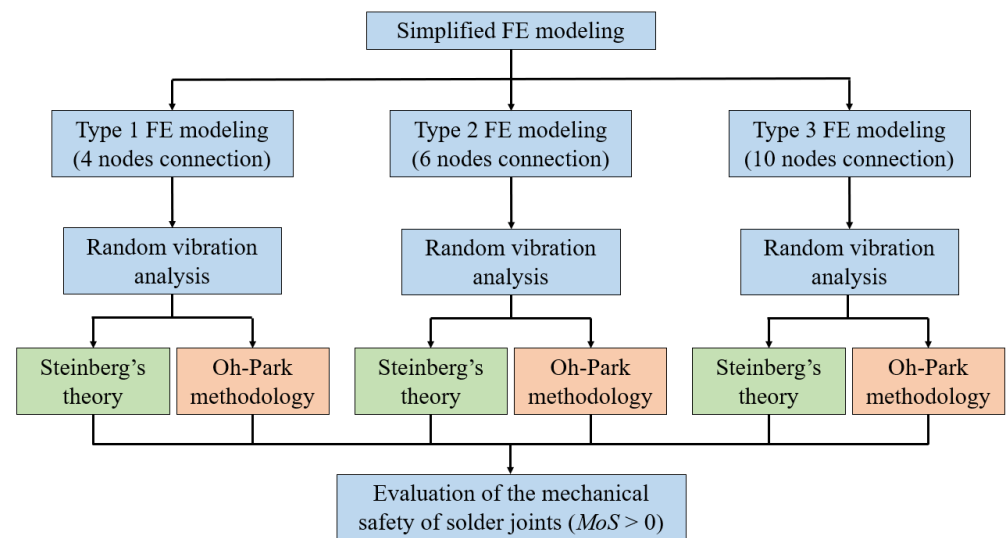 Simplified FE modeling
Type 1 FE modeling
(4 nodes connection)
Type 2 FE modeling
(6 nodes connection)
Type 3 FE modeling
(10 nodes connection)
Random vibration
analysis
Random vibration
analysis
Random vibration
analysis
Steinberg’s
theory
Oh-Park
methodology
Steinberg’s
theory
Oh-Park
methodology
Steinberg’s
theory
Oh-Park
methodology
Evaluation of the mechanical
safety of solder joints (MoS > 0)